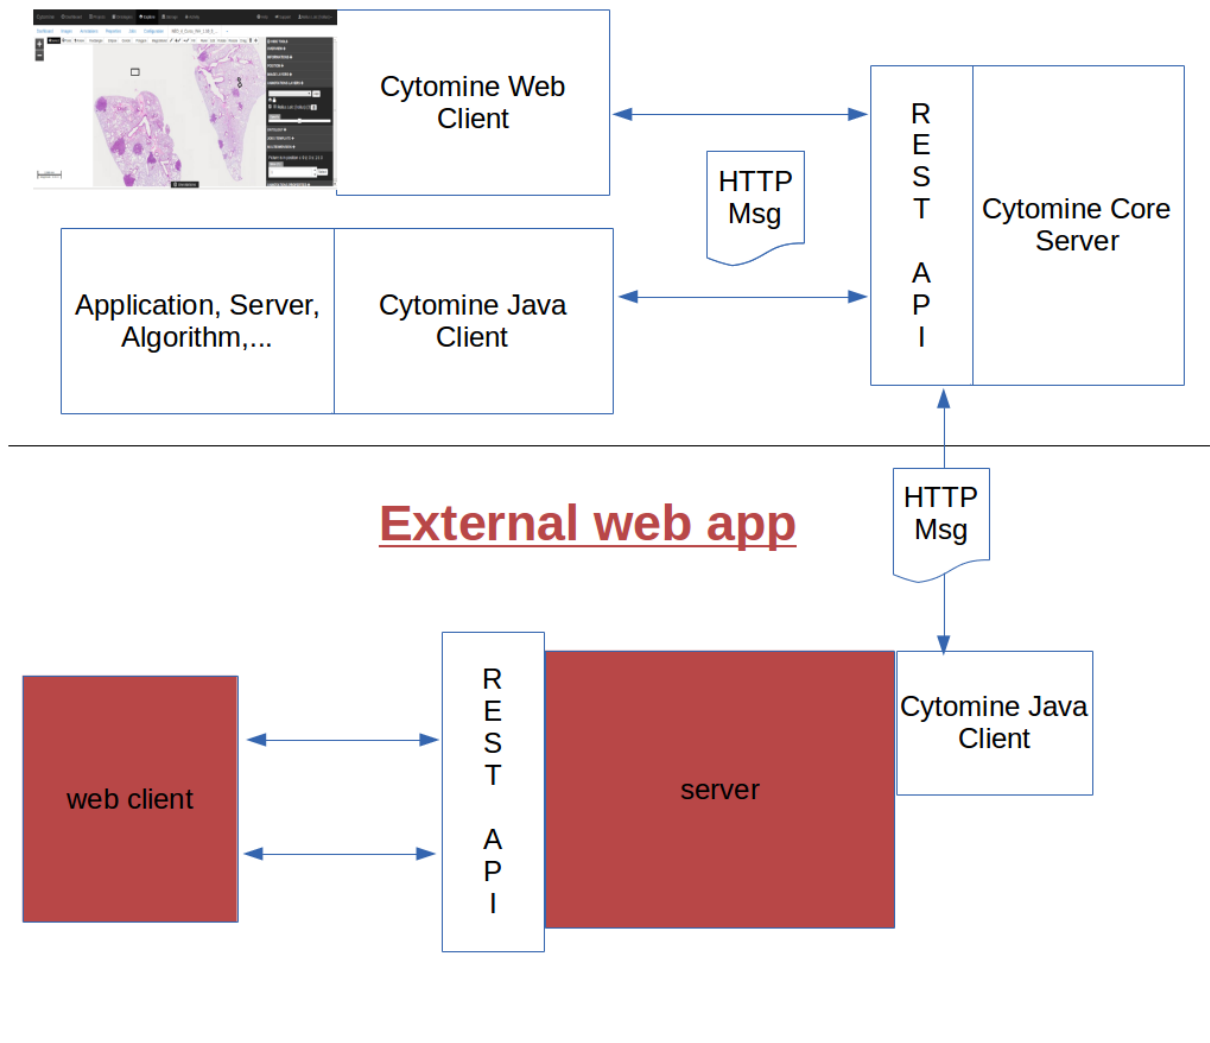 Cytomine Web
Client
HTTP
Msg
R
E
S
T
A
P
I
Cytomine Core
Server
Application, Server,
Algorithm,...
Cytomine Java
Client
External web app
HTTP
Msg
web client
R
E
S
T
A
P
I
server
Cytomine Java
Client